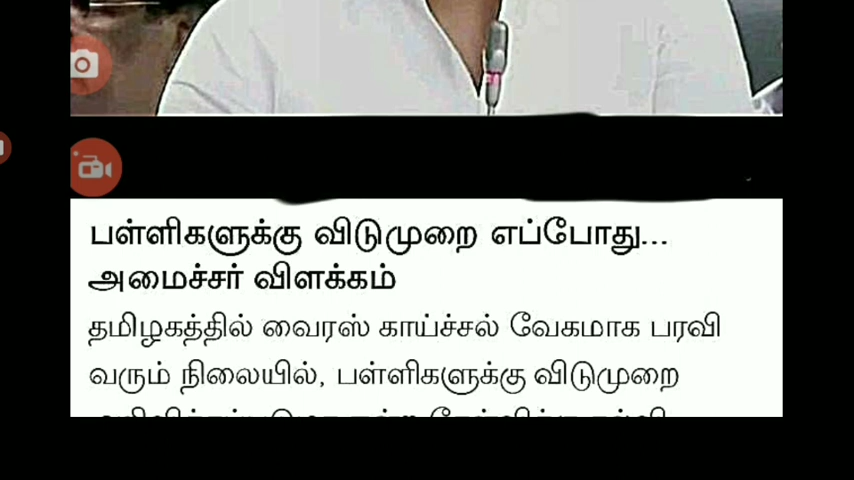 பள்ளிகளுக்கு விடுமுறை எப்போது...
அமைச்சர் விளக்கம்
தமிழகத்தில் வைரஸ் காய்ச்சல் வேகமாக பரவி
வரும் நிலையில், பள்ளிகளுக்கு விடுமுறை